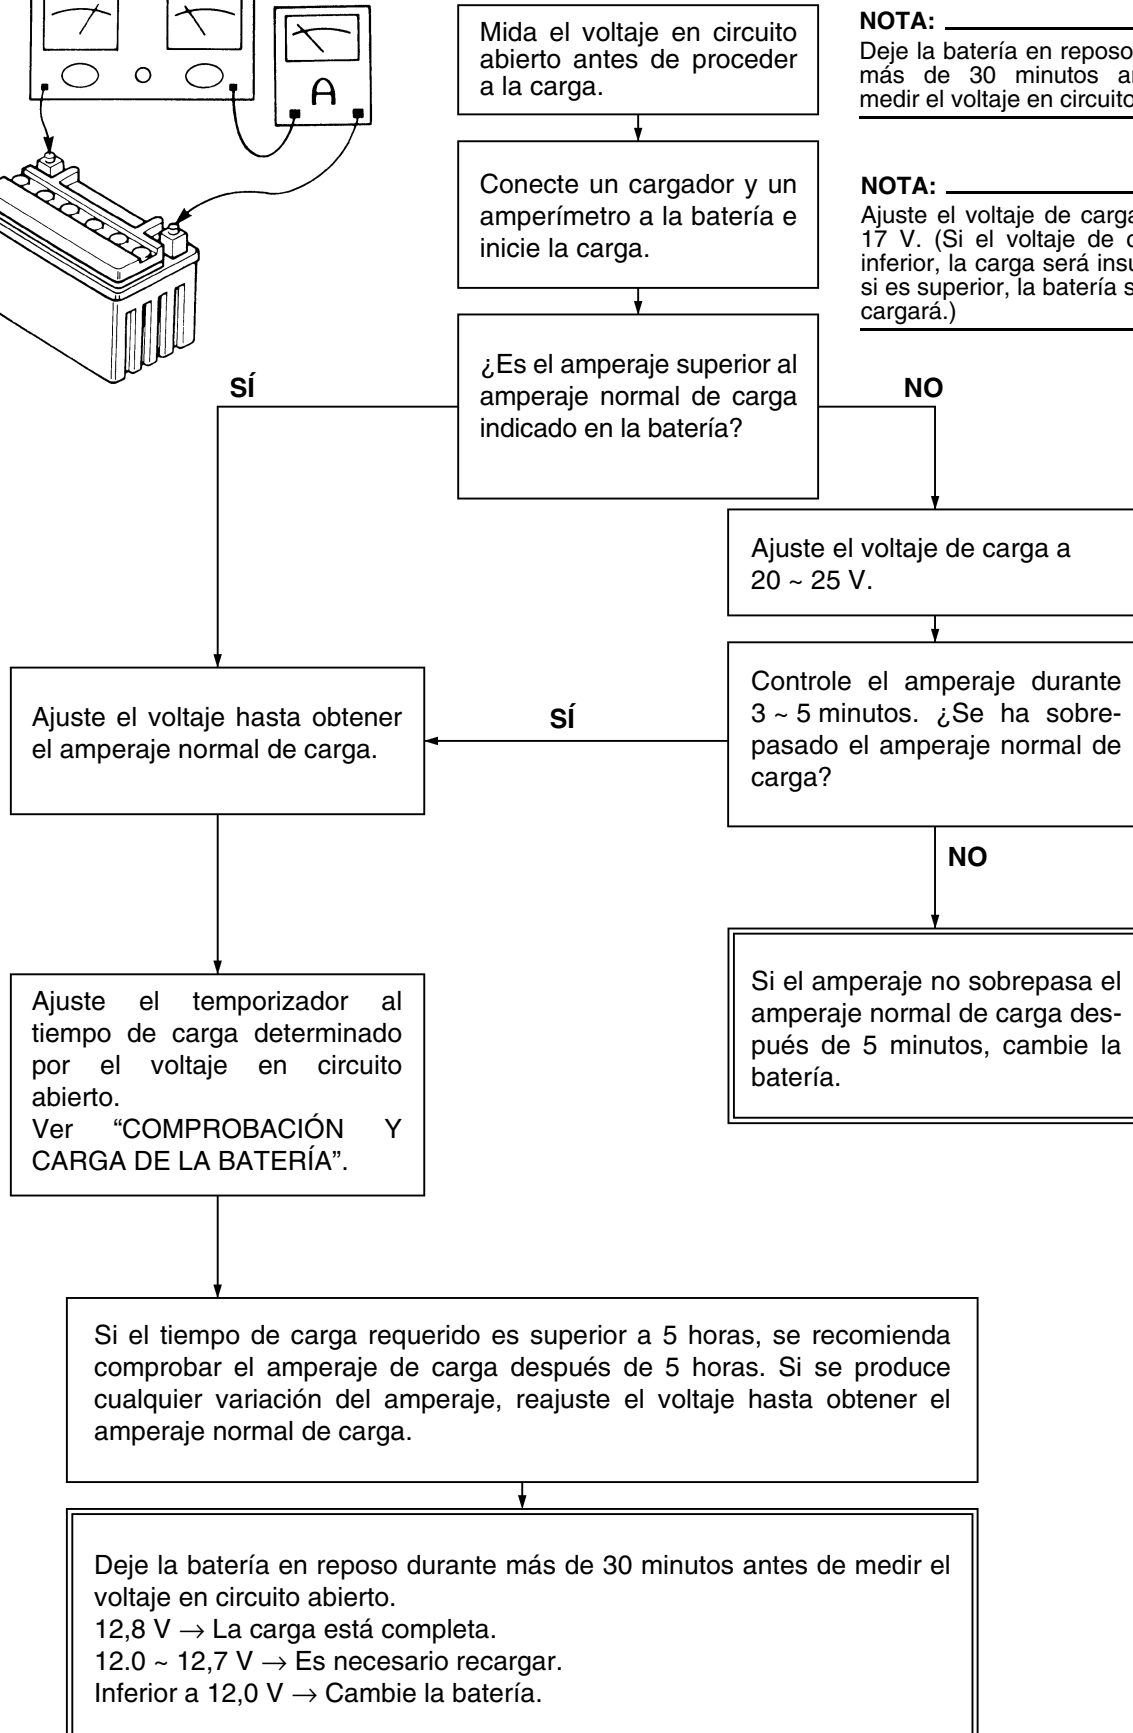 A
Mida el voltaje en circuito
abierto antes de proceder
a la carga.
NOTA:
Deje la batería en reposo
más de 30 minutos
medir el voltaje en circuito
Conecte un cargador y un
amperímetro a la batería e
inicie la carga.
NOTA:
Ajuste el voltaje de carga
17 V. (Si el voltaje de
inferior, la carga será
si es superior, la batería
cargará.)
¿Es el amperaje superior al
amperaje normal de carga
indicado en la batería?
SÍ
NO
Ajuste el voltaje de carga a
20 ~ 25 V.
Controle el amperaje durante
3 ~ 5 minutos. ¿Se ha sobre-
pasado el amperaje normal de
carga?
SÍ
Ajuste el voltaje hasta obtener
el amperaje normal de carga.
NO
Si el amperaje no sobrepasa el
amperaje normal de carga des-
pués de 5 minutos, cambie la
batería.
Ajuste el temporizador al
tiempo de carga determinado
por el voltaje en circuito
abierto.
Ver “COMPROBACIÓN Y
CARGA DE LA BATERÍA”.
Si el tiempo de carga requerido es superior a 5 horas, se recomienda
comprobar el amperaje de carga después de 5 horas. Si se produce
cualquier variación del amperaje, reajuste el voltaje hasta obtener el
amperaje normal de carga.
Deje la batería en reposo durante más de 30 minutos antes de medir el
voltaje en circuito abierto.
12,8 V → La carga está completa.
12.0 ~ 12,7 V → Es necesario recargar.
Inferior a 12,0 V → Cambie la batería.